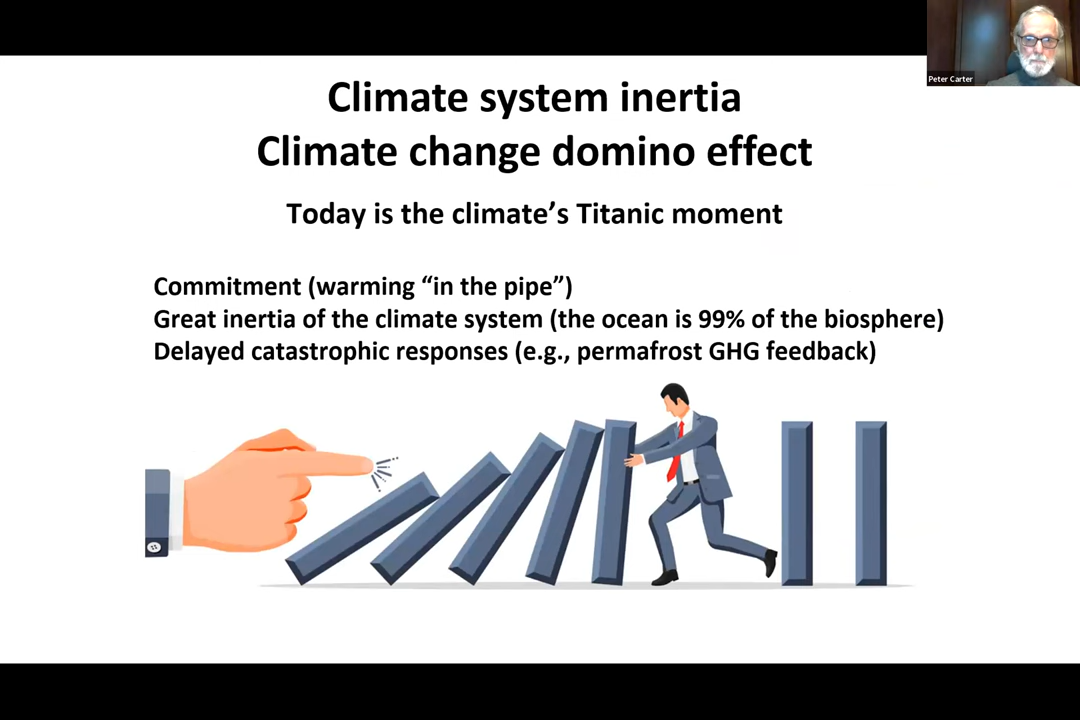 Peter Carter
Climate system inertia
Climate change domino effect
Today is the climate’s Titanic moment
Commitment (warming “in the pipe”)
Great inertia of the climate system (the ocean is 99% of the biosphere)
Delayed catastrophic responses (e.g., permafrost GHG feedback)